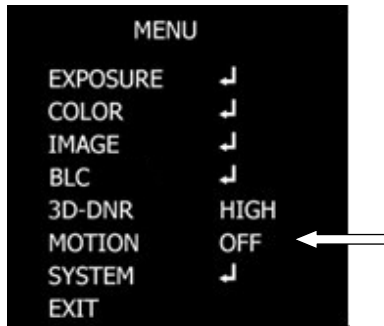 MENU
EXPOSURE ↲
COLOR ↲
IMAGE ↲
BLC ↲
3D-DNR HIGH
MOTION OFF
SYSTEM ↲
EXIT